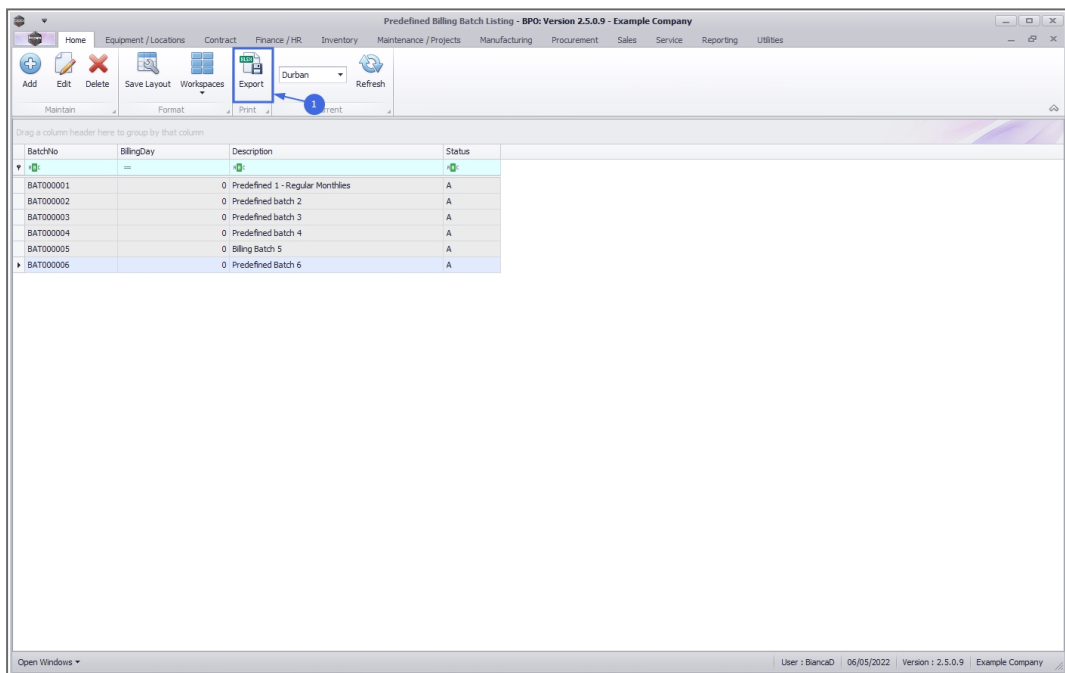 Predefined Billing Batch Listing - BPO: Version 2.5.0.9 - Example Company
Home Equipment / Locations Contract Finance / HR Inventory Maintenance / Projects Manufacturing Procurement Sales Service Reporting Utilities
Add Edit Delete Save Layout Workspaces Export Durban Refresh
Maintain Format Print 1 rrent
Drag a column header here to group by that column
BatchNo BillingDay Description Status
=
BAT000001 0 Predefined 1 - Regular Monthlies A
BAT000002 0 Predefined batch 2 A
BAT000003 0 Predefined batch 3 A
BAT000004 0 Predefined batch 4 A
BAT000005 0 Billing Batch 5 A
BAT000006 0 Predefined Batch 6 A
Open Windows User : BiancaD 06/05/2022 Version : 2.5.0.9 Example Company